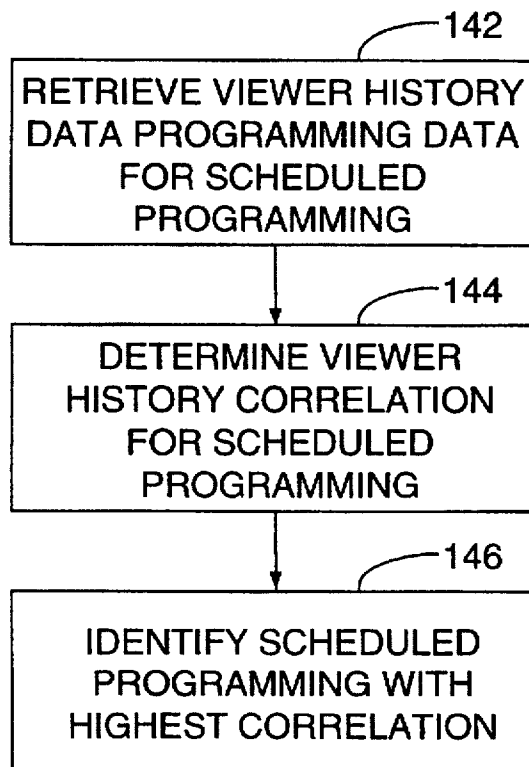 142
RETRIEVE VIEWER HISTORY
DATA PROGRAMMING DATA
FOR SCHEDULED
PROGRAMMING
144
DETERMINE VIEWER
HISTORY CORRELATION
FOR SCHEDULED
PROGRAMMING
146
IDENTIFY SCHEDULED
PROGRAMMING WITH
HIGHEST CORRELATION